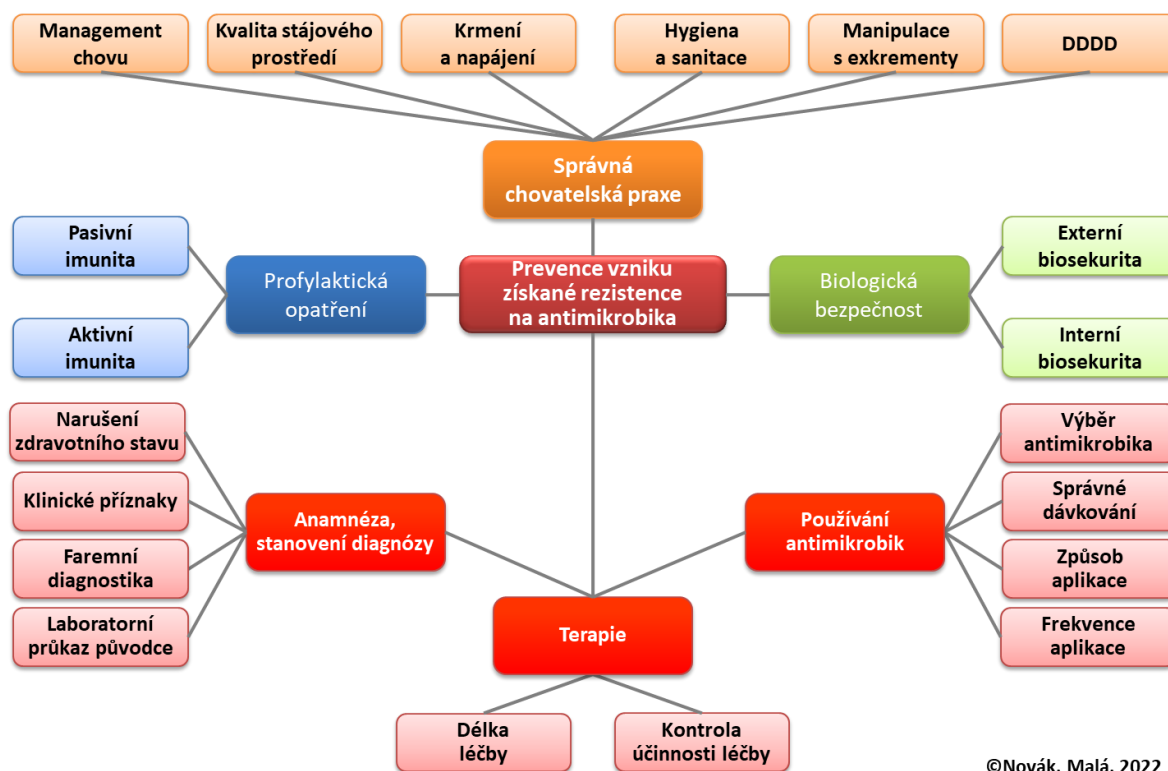 Management
chovu
Kvalita stájového
prostředí
Krmení
a napájení
Hygiena
a sanitace
Manipulace
s exkrementy
DDDD
Správná
chovatelská praxe
Pasivní
imunita
Aktivní
imunita
Profylaktická
opatření
Prevence vzniku
získané rezistence
na antimikrobika
Biologická
bezpečnost
Externí
biosekurita
Interní
biosekurita
Narušení
zdravotního stavu
Klinické příznaky
Faremní
diagnostika
Laboratorní
průkaz původce
Anamnéza,
stanovení diagnózy
Používání
antimikrobik
Výběr
antimikrobika
Správné
dávkování
Způsob
aplikace
Frekvence
aplikace
Terapie
Délka
léčby
Kontrola
účinnosti léčby
©Novák, Malá, 2022